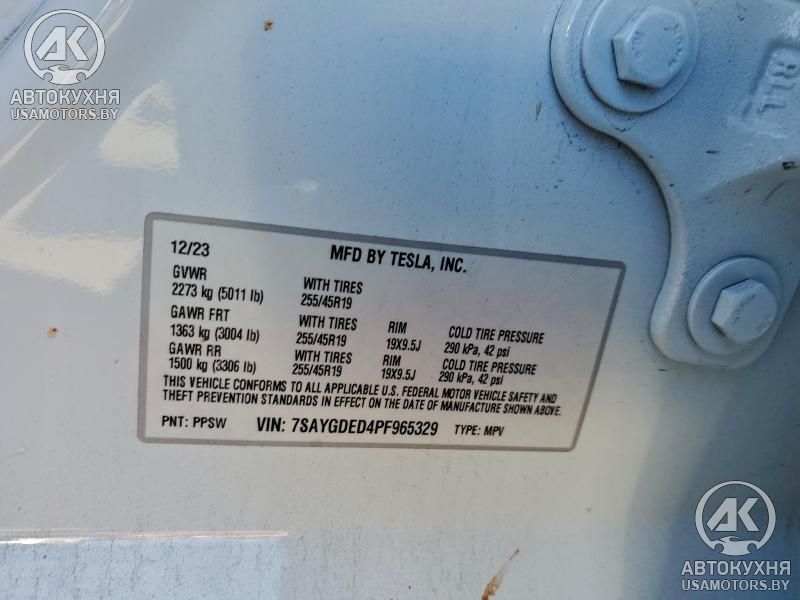 AK
АВТОКУХНЯ
USAMOTORS.BY
BLL
12/23 MFD BY TESLA, INC.
GVWR
2273 kg (5011 lb) WITH TIRES 255/45R19
GAWR FRT
1363 kg (3004 lb) WITH TIRES 255/45R19 RIM 19X9.5J COLD TIRE PRESSURE 290 kPa, 42 psi
GAWR RR
1500 kg (3306 lb) WITH TIRES 255/45R19 RIM 19X9.5J COLD TIRE PRESSURE 290 kPa, 42 psi
THIS VEHICLE CONFORMS TO ALL APPLICABLE U.S. FEDERAL MOTOR VEHICLE SAFETY AND
THEFT PREVENTION STANDARDS IN EFFECT ON THE DATE OF MANUFACTURE SHOWN ABOVE.
PNT: PPSW VIN: 7SAYGDED4PF965329 TYPE: MPV
AK
АВТОКУХНЯ
USAMOTORS.BY